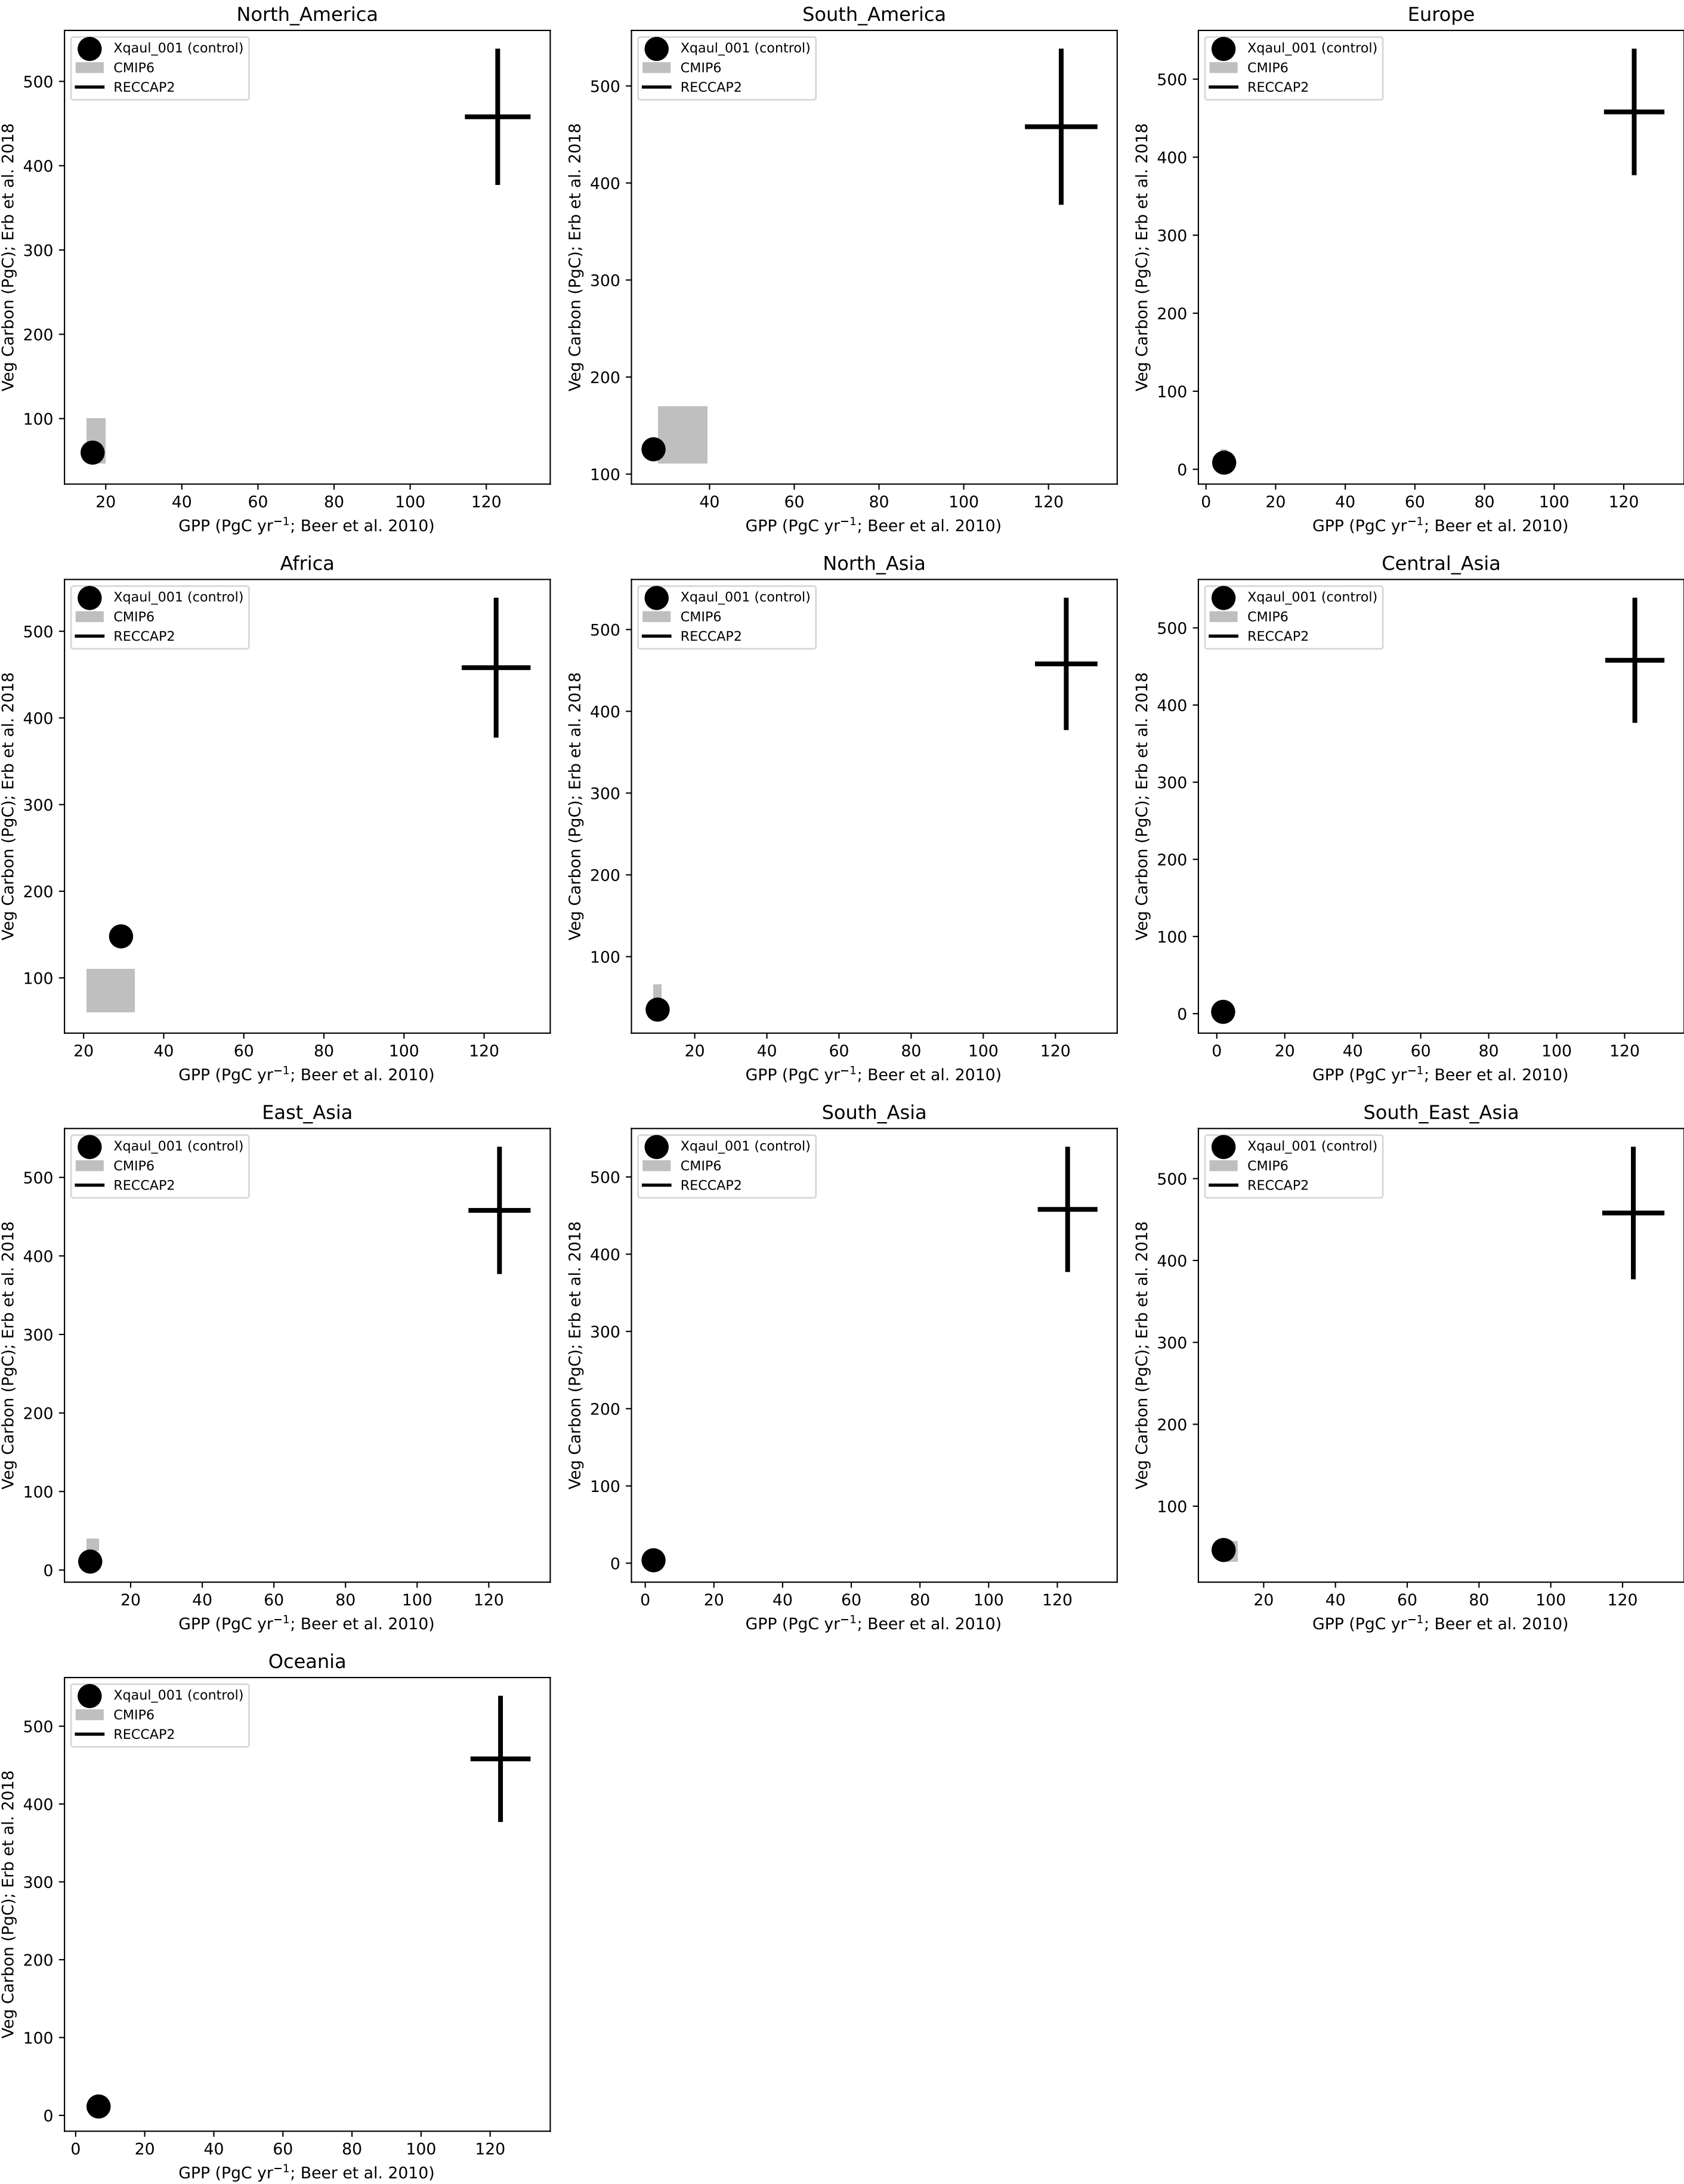 North_America
Xqaul_001 (control)
CMIP6
RECCAP2
500
400
300
200
100
Veg Carbon (PgC); Erb et al. 2018
20 40 60 80 100 120
GPP (PgC yr⁻¹; Beer et al. 2010)
South_America
Xqaul_001 (control)
CMIP6
RECCAP2
500
400
300
200
100
Veg Carbon (PgC); Erb et al. 2018
40 60 80 100 120
GPP (PgC yr⁻¹; Beer et al. 2010)
Europe
Xqaul_001 (control)
CMIP6
RECCAP2
500
400
300
200
100
0
Veg Carbon (PgC); Erb et al. 2018
0 20 40 60 80 100 120
GPP (PgC yr⁻¹; Beer et al. 2010)
Africa
Xqaul_001 (control)
CMIP6
RECCAP2
500
400
300
200
100
Veg Carbon (PgC); Erb et al. 2018
20 40 60 80 100 120
GPP (PgC yr⁻¹; Beer et al. 2010)
North_Asia
Xqaul_001 (control)
CMIP6
RECCAP2
500
400
300
200
100
Veg Carbon (PgC); Erb et al. 2018
20 40 60 80 100 120
GPP (PgC yr⁻¹; Beer et al. 2010)
Central_Asia
Xqaul_001 (control)
CMIP6
RECCAP2
500
400
300
200
100
0
Veg Carbon (PgC); Erb et al. 2018
0 20 40 60 80 100 120
GPP (PgC yr⁻¹; Beer et al. 2010)
East_Asia
Xqaul_001 (control)
CMIP6
RECCAP2
500
400
300
200
100
0
Veg Carbon (PgC); Erb et al. 2018
20 40 60 80 100 120
GPP (PgC yr⁻¹; Beer et al. 2010)
South_Asia
Xqaul_001 (control)
CMIP6
RECCAP2
500
400
300
200
100
0
Veg Carbon (PgC); Erb et al. 2018
0 20 40 60 80 100 120
GPP (PgC yr⁻¹; Beer et al. 2010)
South_East_Asia
Xqaul_001 (control)
CMIP6
RECCAP2
500
400
300
200
100
Veg Carbon (PgC); Erb et al. 2018
20 40 60 80 100 120
GPP (PgC yr⁻¹; Beer et al. 2010)
Oceania
Xqaul_001 (control)
CMIP6
RECCAP2
500
400
300
200
100
0
Veg Carbon (PgC); Erb et al. 2018
0 20 40 60 80 100 120
GPP (PgC yr⁻¹; Beer et al. 2010)